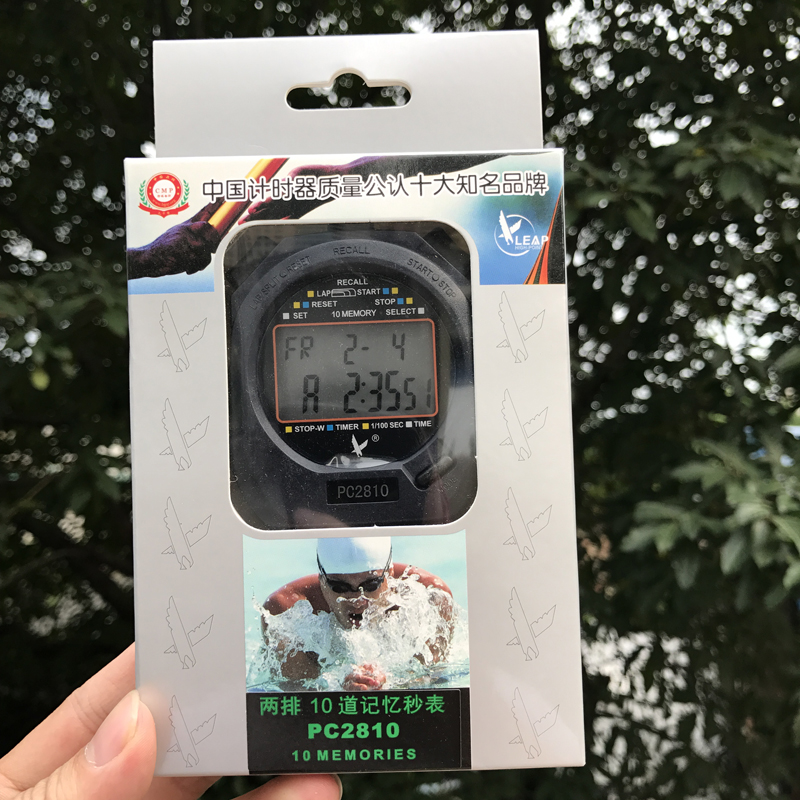 中国计时器质量公认十大知名品牌
CMP
LEAP
RECALL
START
STOP
RECALL
LAP START
RESET STOP
SET 10 MEMORY SELECT
FR 2- 4
A 2:35 51
STOP-W TIMER 1/100 SEC TIME
®
PC2810
两排 10 道记忆秒表
PC2810
10 MEMORIES